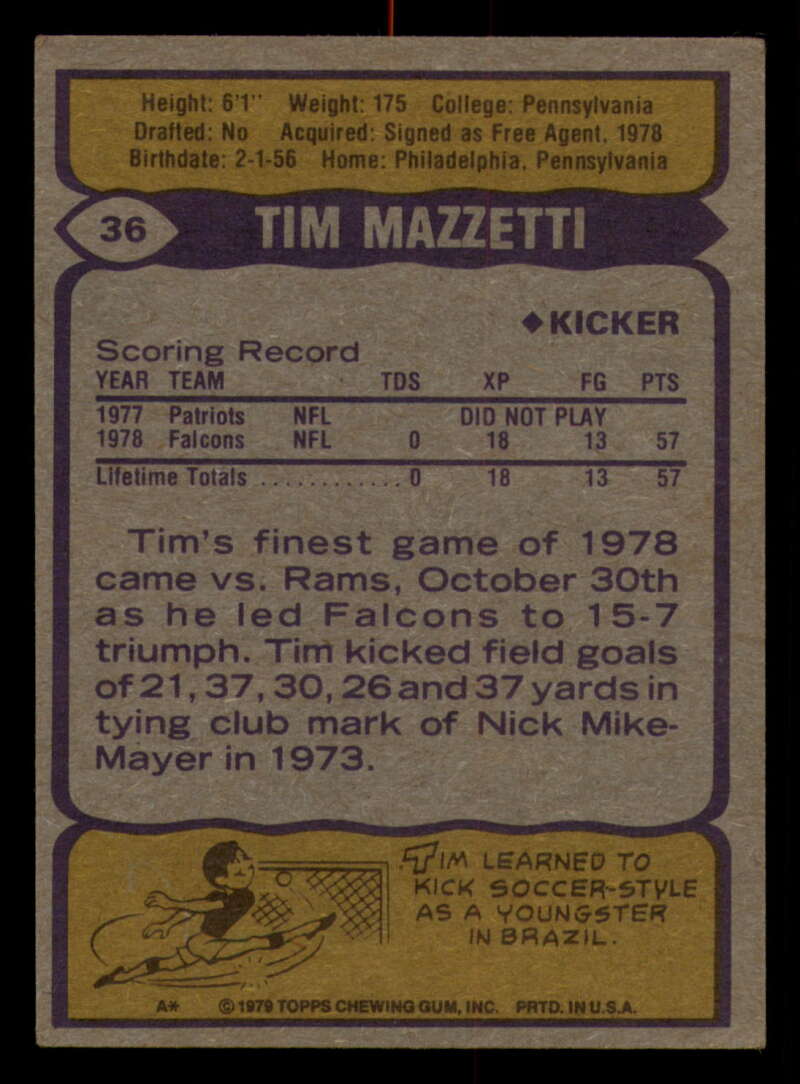 Height: 6'1" Weight: 175 College: Pennsylvania
Drafted: No Acquired: Signed as Free Agent, 1978
Birthdate: 2-1-56 Home: Philadelphia, Pennsylvania
36 TIM MAZZETTI
◆KICKER
Scoring Record
YEAR TEAM TDS XP FG PTS
1977 Patriots NFL DID NOT PLAY
1978 Falcons NFL 0 18 13 57
Lifetime Totals ............. 0 18 13 57
Tim's finest game of 1978
came vs. Rams, October 30th
as he led Falcons to 15-7
triumph. Tim kicked field goals
of 21, 37, 30, 26 and 37 yards in
tying club mark of Nick Mike-
Mayer in 1973.
TIM LEARNED TO
KICK SOCCER-STYLE
AS A YOUNGSTER
IN BRAZIL.
A* © 1979 TOPPS CHEWING GUM, INC. PRTD. IN U.S.A.